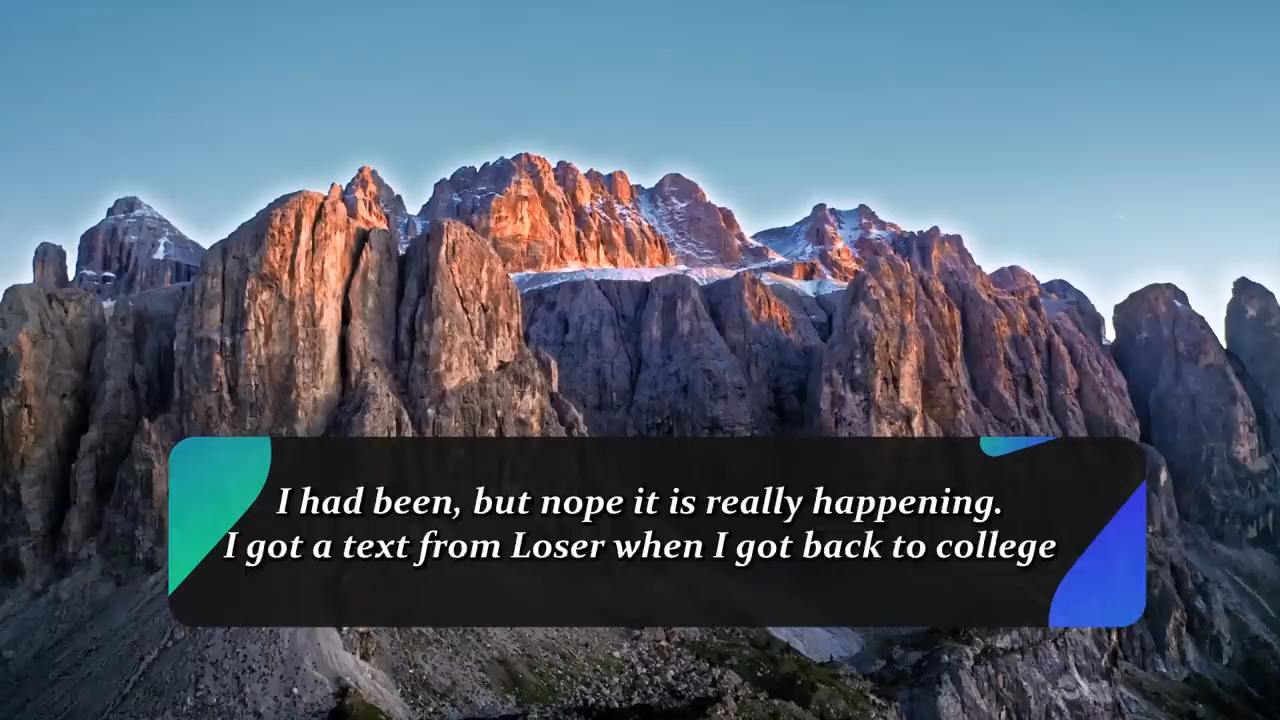 I had been, but nope it is really happening.
I got a text from Loser when I got back to college